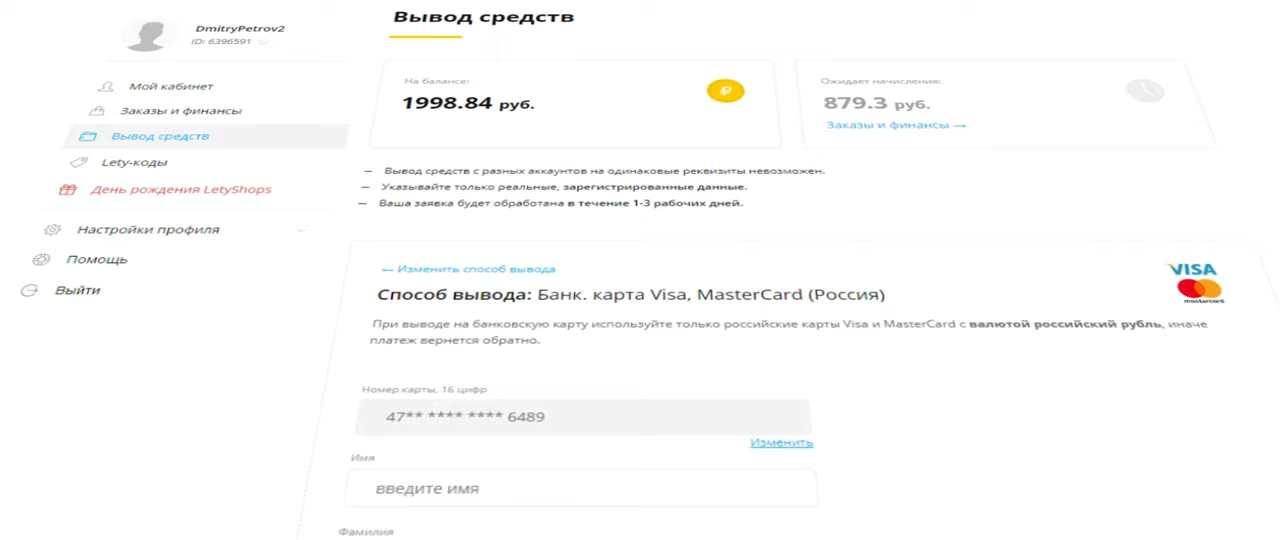 DmitryPetrov2
ID: 6396591
Мой кабинет
Заказы и финансы
Вывод средств
Lety-коды
День рождения LetyShops
Настройки профиля
Помощь
Выйти
Вывод средств
На балансе:
1998.84 руб.
₽
Ожидает начисления:
879.3 руб.
Заказы и финансы →
— Вывод средств с разных аккаунтов на одинаковые реквизиты невозможен.
— Указывайте только реальные, зарегистрированные данные.
— Ваша заявка будет обработана в течение 1-3 рабочих дней.
← Изменить способ вывода
VISA
mastercard
Способ вывода: Банк. карта Visa, MasterCard (Россия)
При выводе на банковскую карту используйте только российские карты Visa и MasterCard с валютой российский рубль, иначе
платеж вернется обратно.
Номер карты, 16 цифр
47** **** **** 6489
Изменить
Имя
введите имя
Фамилия